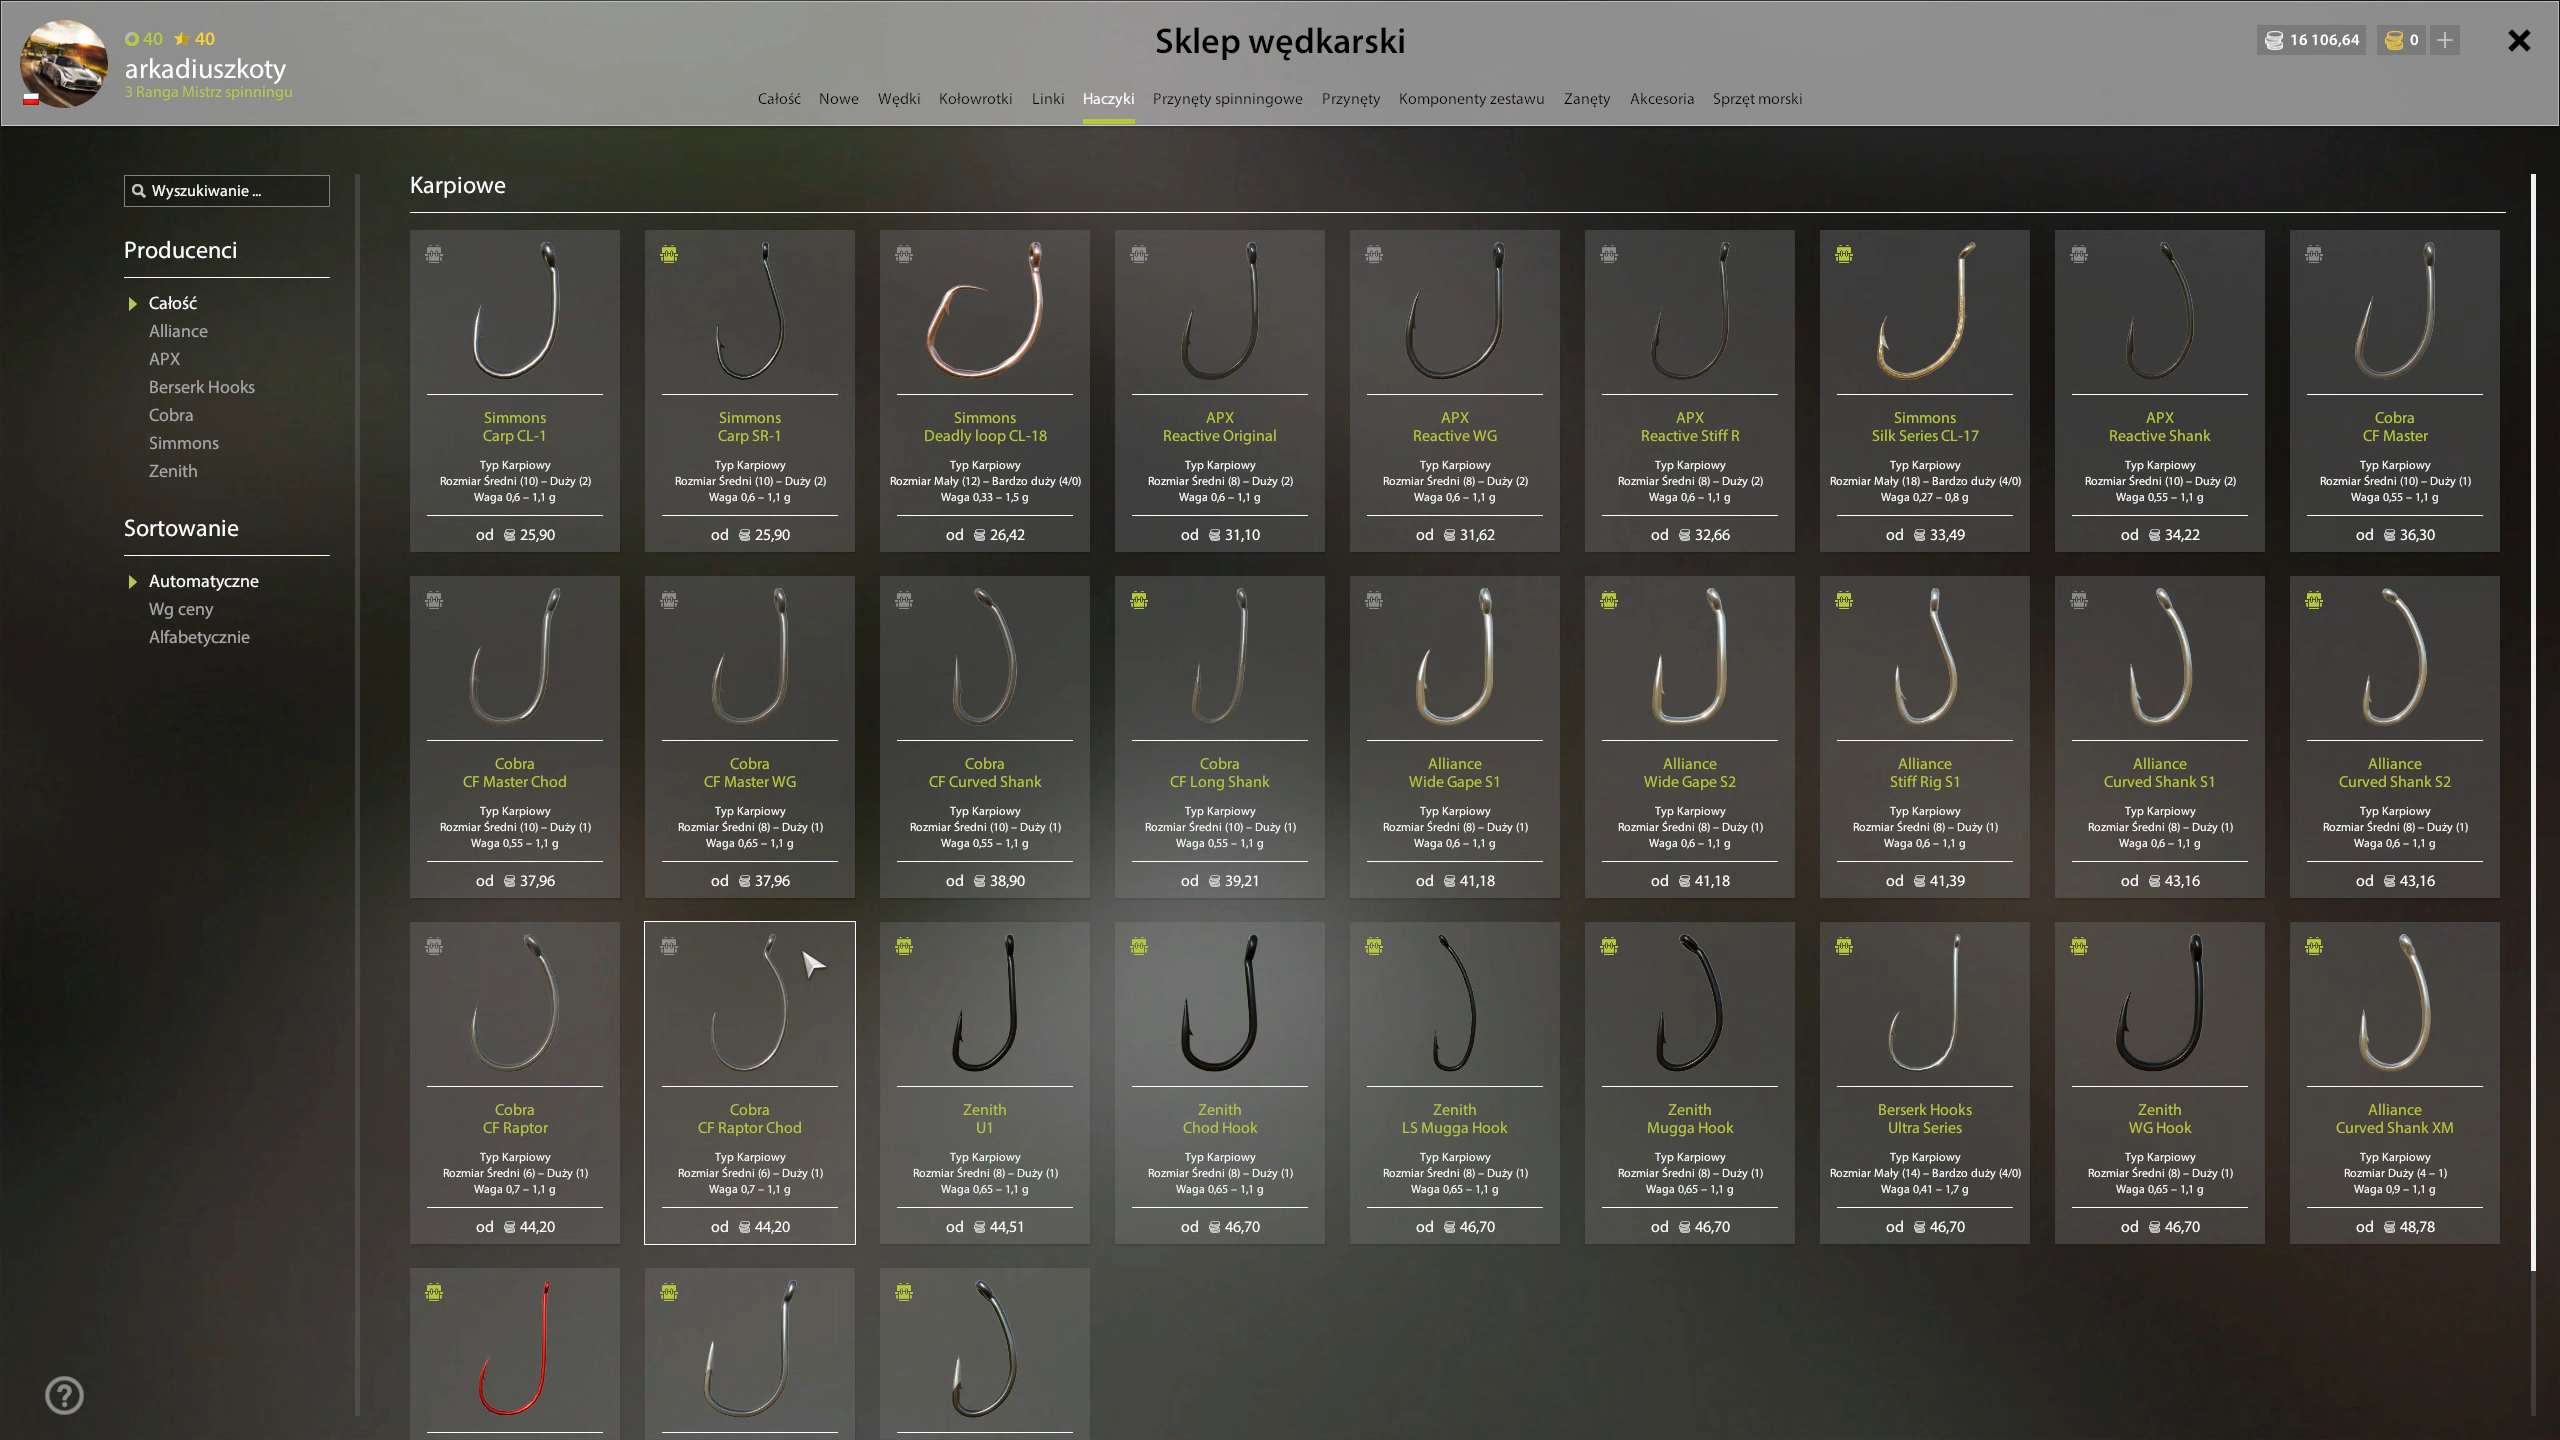 40 40
arkadiuszkoty
3 Ranga Mistrz spinningu
Sklep wędkarski
16 106,64 0
Całość Nowe Wędki Kołowrotki Linki Haczyki Przynęty spinningowe Przynęty Komponenty zestawu Zanęty Akcesoria Sprzęt morski
Wyszukiwanie ...
Producenci
Całość
Alliance
APX
Berserk Hooks
Cobra
Simmons
Zenith
Sortowanie
Automatyczne
Wg ceny
Alfabetycznie
Karpiowe
Simmons
Carp CL-1
Typ Karpiowy
Rozmiar Średni (10) – Duży (2)
Waga 0,6 – 1,1 g
od 25,90
Simmons
Carp SR-1
Typ Karpiowy
Rozmiar Średni (10) – Duży (2)
Waga 0,6 – 1,1 g
od 25,90
Simmons
Deadly loop CL-18
Typ Karpiowy
Rozmiar Mały (12) – Bardzo duży (4/0)
Waga 0,33 – 1,5 g
od 26,42
APX
Reactive Original
Typ Karpiowy
Rozmiar Średni (8) – Duży (2)
Waga 0,6 – 1,1 g
od 31,10
APX
Reactive WG
Typ Karpiowy
Rozmiar Średni (8) – Duży (2)
Waga 0,6 – 1,1 g
od 31,62
APX
Reactive Stiff R
Typ Karpiowy
Rozmiar Średni (8) – Duży (2)
Waga 0,6 – 1,1 g
od 32,66
Simmons
Silk Series CL-17
Typ Karpiowy
Rozmiar Mały (18) – Bardzo duży (4/0)
Waga 0,27 – 0,8 g
od 33,49
APX
Reactive Shank
Typ Karpiowy
Rozmiar Średni (10) – Duży (2)
Waga 0,55 – 1,1 g
od 34,22
Cobra
CF Master
Typ Karpiowy
Rozmiar Średni (10) – Duży (1)
Waga 0,55 – 1,1 g
od 36,30
Cobra
CF Master Chod
Typ Karpiowy
Rozmiar Średni (10) – Duży (1)
Waga 0,55 – 1,1 g
od 37,96
Cobra
CF Master WG
Typ Karpiowy
Rozmiar Średni (8) – Duży (1)
Waga 0,65 – 1,1 g
od 37,96
Cobra
CF Curved Shank
Typ Karpiowy
Rozmiar Średni (10) – Duży (1)
Waga 0,55 – 1,1 g
od 38,90
Cobra
CF Long Shank
Typ Karpiowy
Rozmiar Średni (10) – Duży (1)
Waga 0,55 – 1,1 g
od 39,21
Alliance
Wide Gape S1
Typ Karpiowy
Rozmiar Średni (8) – Duży (1)
Waga 0,6 – 1,1 g
od 41,18
Alliance
Wide Gape S2
Typ Karpiowy
Rozmiar Średni (8) – Duży (1)
Waga 0,6 – 1,1 g
od 41,18
Alliance
Stiff Rig S1
Typ Karpiowy
Rozmiar Średni (8) – Duży (1)
Waga 0,6 – 1,1 g
od 41,39
Alliance
Curved Shank S1
Typ Karpiowy
Rozmiar Średni (8) – Duży (1)
Waga 0,6 – 1,1 g
od 43,16
Alliance
Curved Shank S2
Typ Karpiowy
Rozmiar Średni (8) – Duży (1)
Waga 0,6 – 1,1 g
od 43,16
Cobra
CF Raptor
Typ Karpiowy
Rozmiar Średni (6) – Duży (1)
Waga 0,7 – 1,1 g
od 44,20
Cobra
CF Raptor Chod
Typ Karpiowy
Rozmiar Średni (6) – Duży (1)
Waga 0,7 – 1,1 g
od 44,20
Zenith
U1
Typ Karpiowy
Rozmiar Średni (8) – Duży (1)
Waga 0,65 – 1,1 g
od 44,51
Zenith
Chod Hook
Typ Karpiowy
Rozmiar Średni (8) – Duży (1)
Waga 0,65 – 1,1 g
od 46,70
Zenith
LS Mugga Hook
Typ Karpiowy
Rozmiar Średni (8) – Duży (1)
Waga 0,65 – 1,1 g
od 46,70
Zenith
Mugga Hook
Typ Karpiowy
Rozmiar Średni (8) – Duży (1)
Waga 0,65 – 1,1 g
od 46,70
Berserk Hooks
Ultra Series
Typ Karpiowy
Rozmiar Mały (14) – Bardzo duży (4/0)
Waga 0,41 – 1,7 g
od 46,70
Zenith
WG Hook
Typ Karpiowy
Rozmiar Średni (8) – Duży (1)
Waga 0,65 – 1,1 g
od 46,70
Alliance
Curved Shank XM
Typ Karpiowy
Rozmiar Duży (4 – 1)
Waga 0,9 – 1,1 g
od 48,78